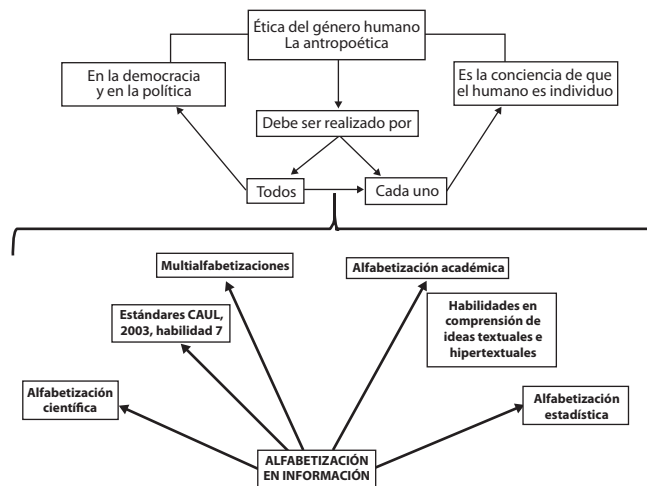 Ética del género humano
La antropoética
En la democracia
y en la política
Es la conciencia de que
el humano es individuo
Debe ser realizado por
Todos
Cada uno
Multialfabetizaciones
Alfabetización académica
Estándares CAUL,
2003, habilidad 7
Habilidades en
comprensión de
ideas textuales e
hipertextuales
Alfabetización
científica
Alfabetización
estadística
ALFABETIZACIÓN
EN INFORMACIÓN